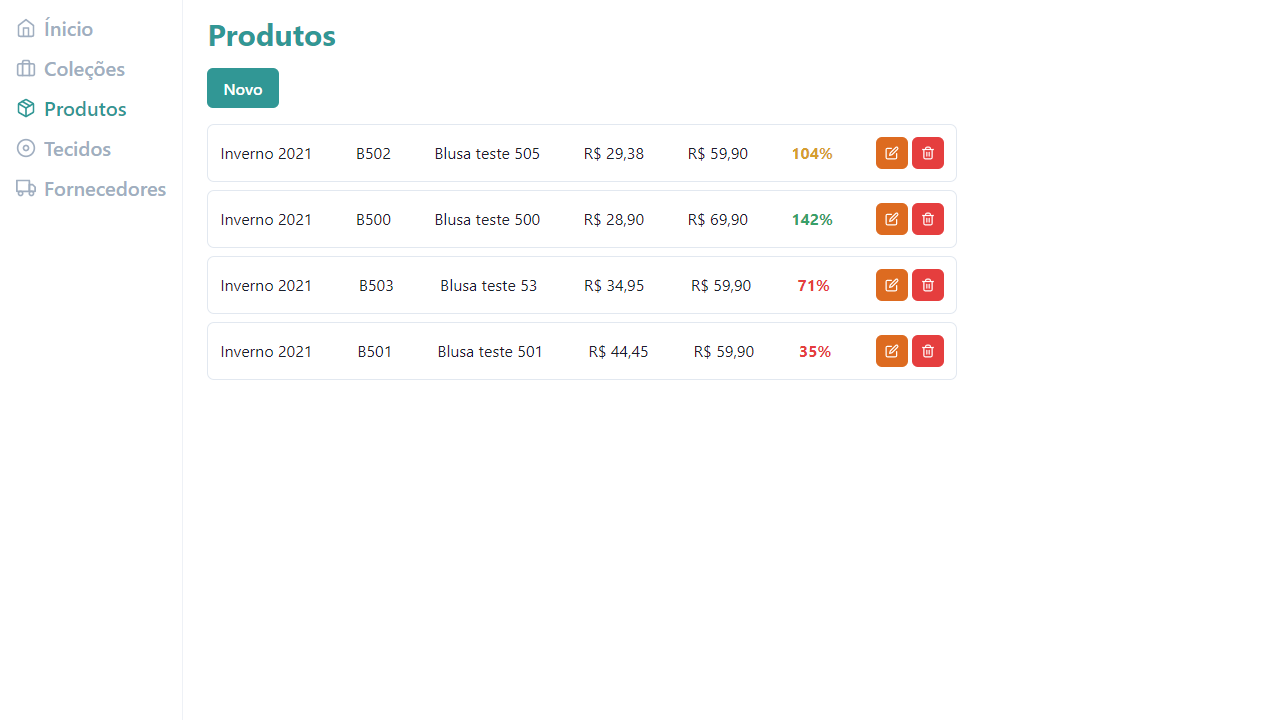 Ínicio
Coleções
Produtos
Tecidos
Fornecedores
Produtos
Novo
Inverno 2021 B502 Blusa teste 505 R$ 29,38 R$ 59,90 104%
Inverno 2021 B500 Blusa teste 500 R$ 28,90 R$ 69,90 142%
Inverno 2021 B503 Blusa teste 53 R$ 34,95 R$ 59,90 71%
Inverno 2021 B501 Blusa teste 501 R$ 44,45 R$ 59,90 35%